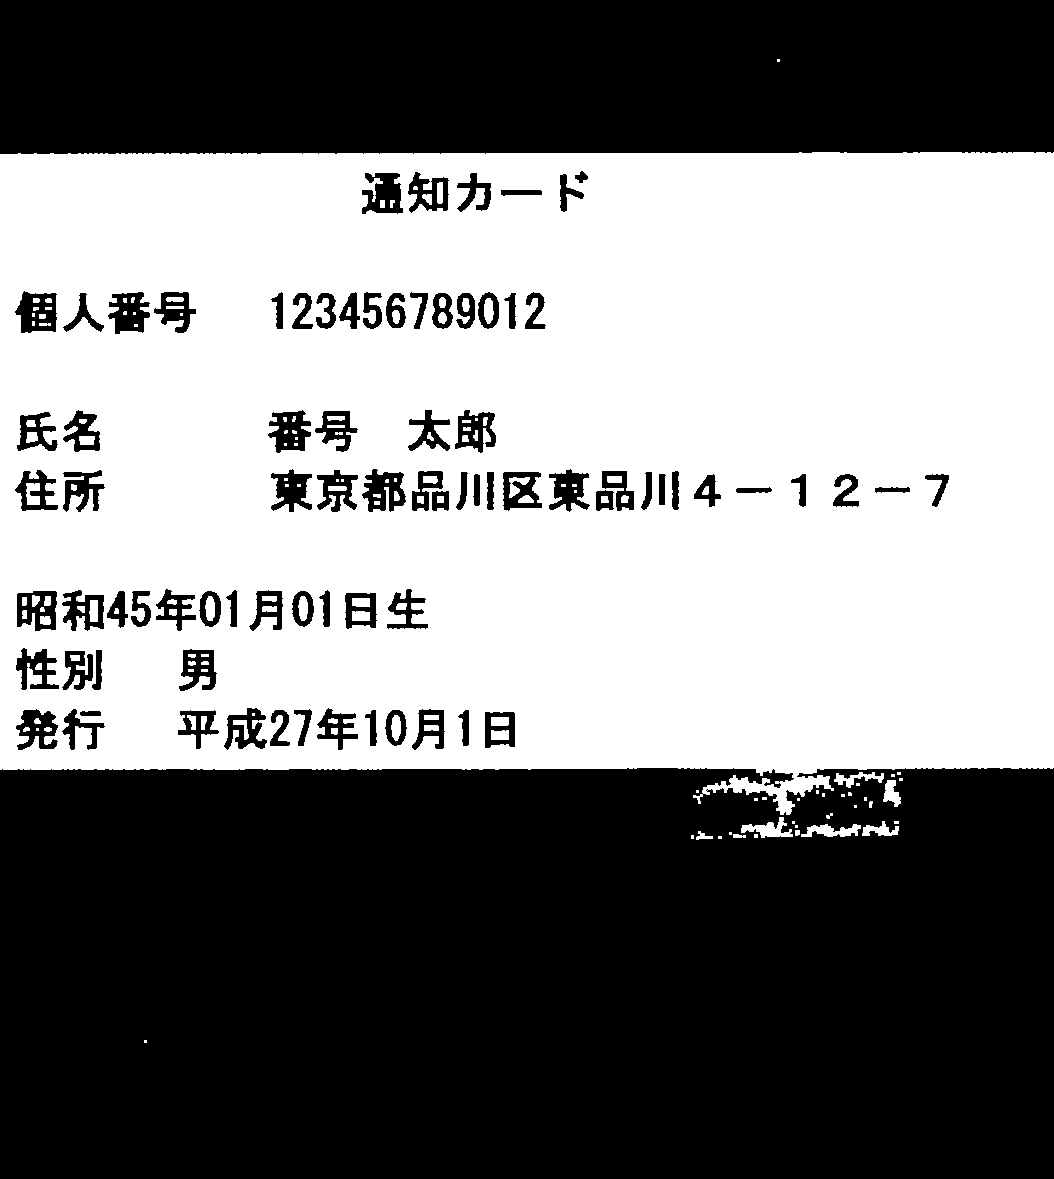 通知カード
個人番号 123456789012
氏名 番号 太郎
住所 東京都品川区東品川4-12-7
昭和45年01月01日生
性別 男
発行 平成27年10月1日